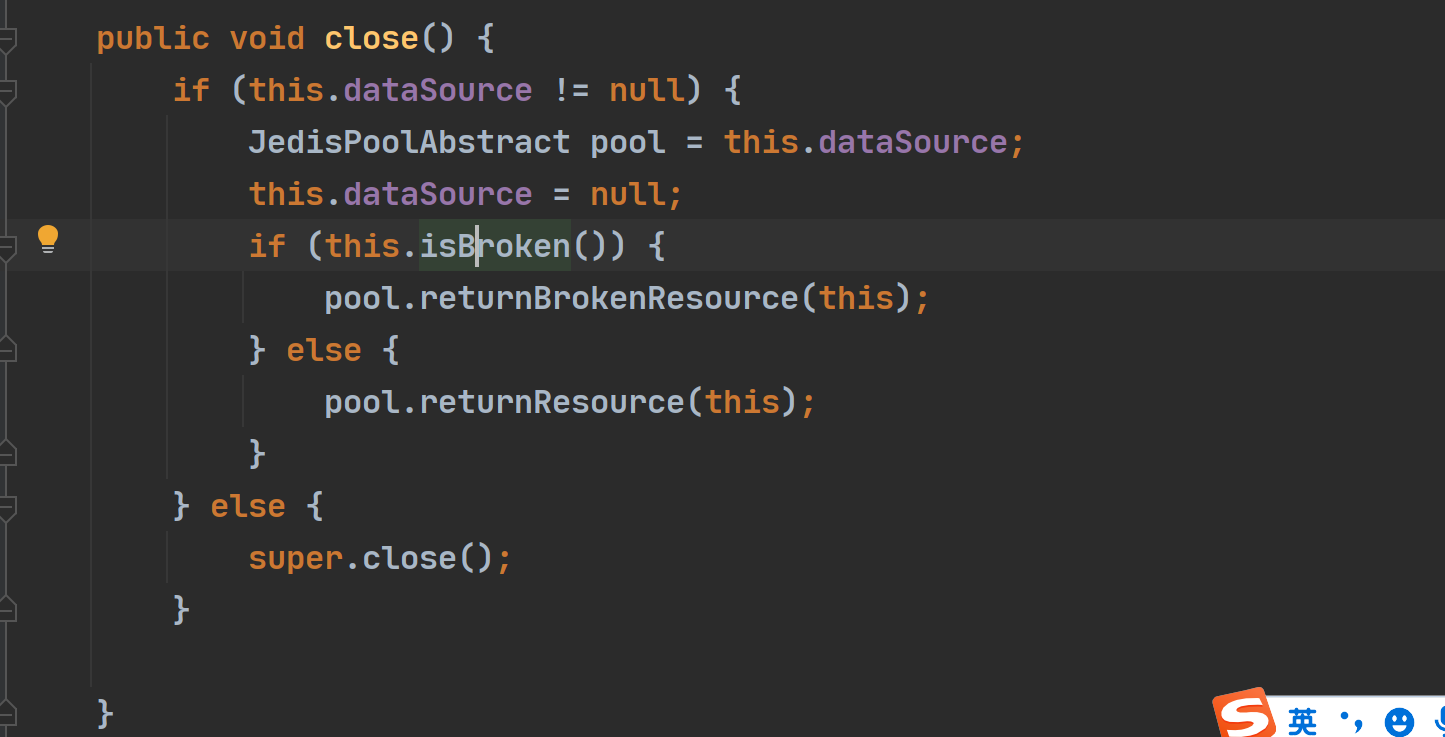 public void close() {
    if (this.dataSource != null) {
        JedisPoolAbstract pool = this.dataSource;
        this.dataSource = null;
        if (this.isBroken()) {
            pool.returnBrokenResource(this);
        } else {
            pool.returnResource(this);
        }
    } else {
        super.close();
    }
}
S 英